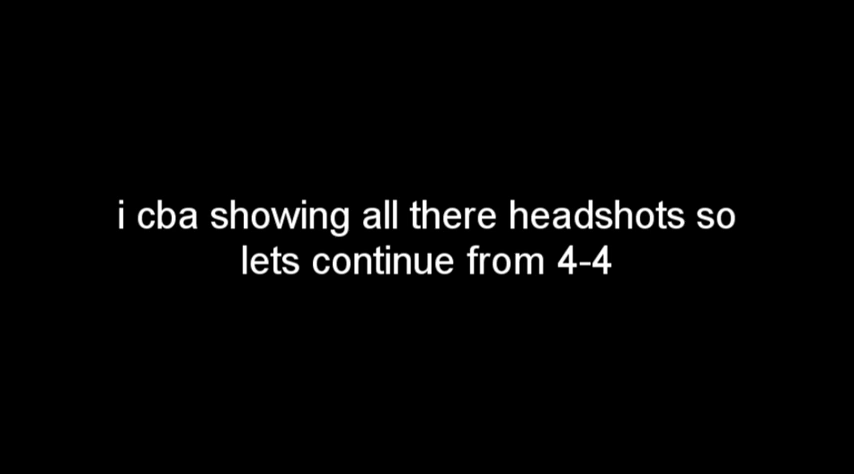 i cba showing all there headshots so
lets continue from 4-4